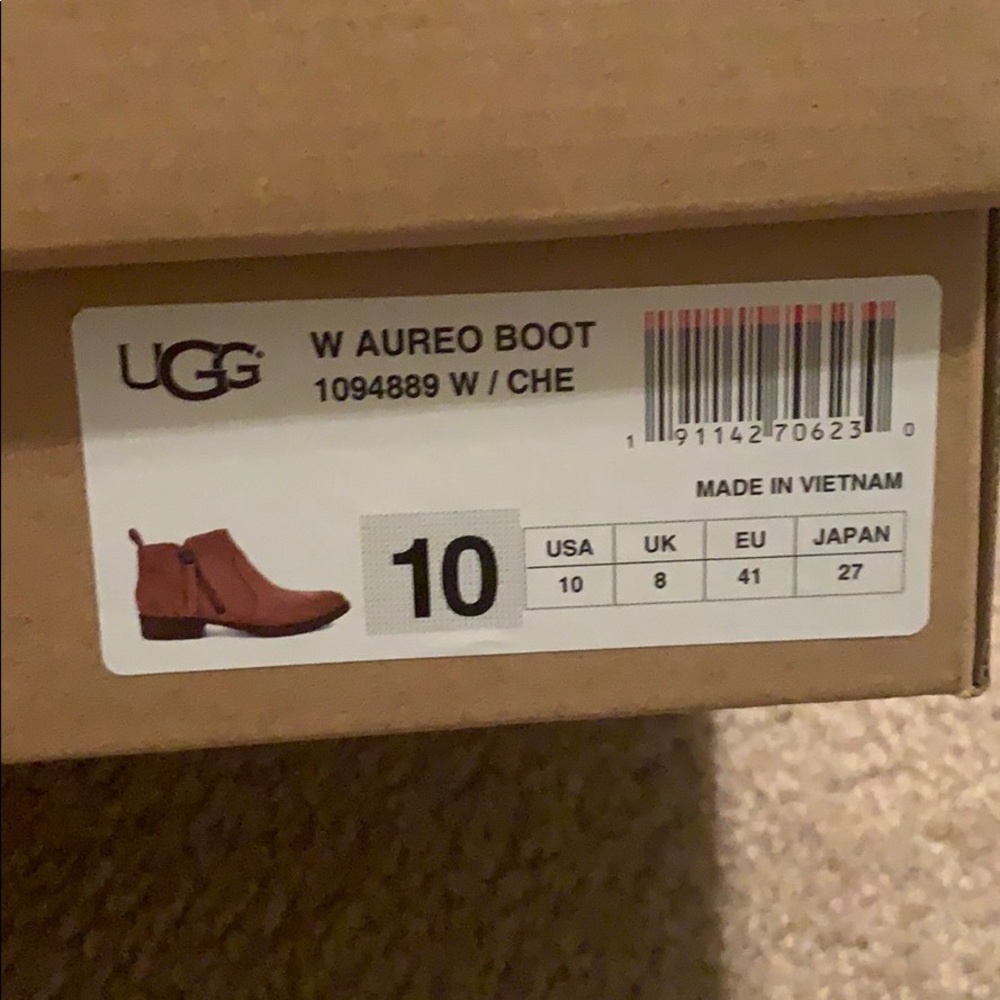 UGG
W AUREO BOOT
1094889 W / CHE
1 91142 70623 0
MADE IN VIETNAM
10
USA UK EU JAPAN
10 8 41 27